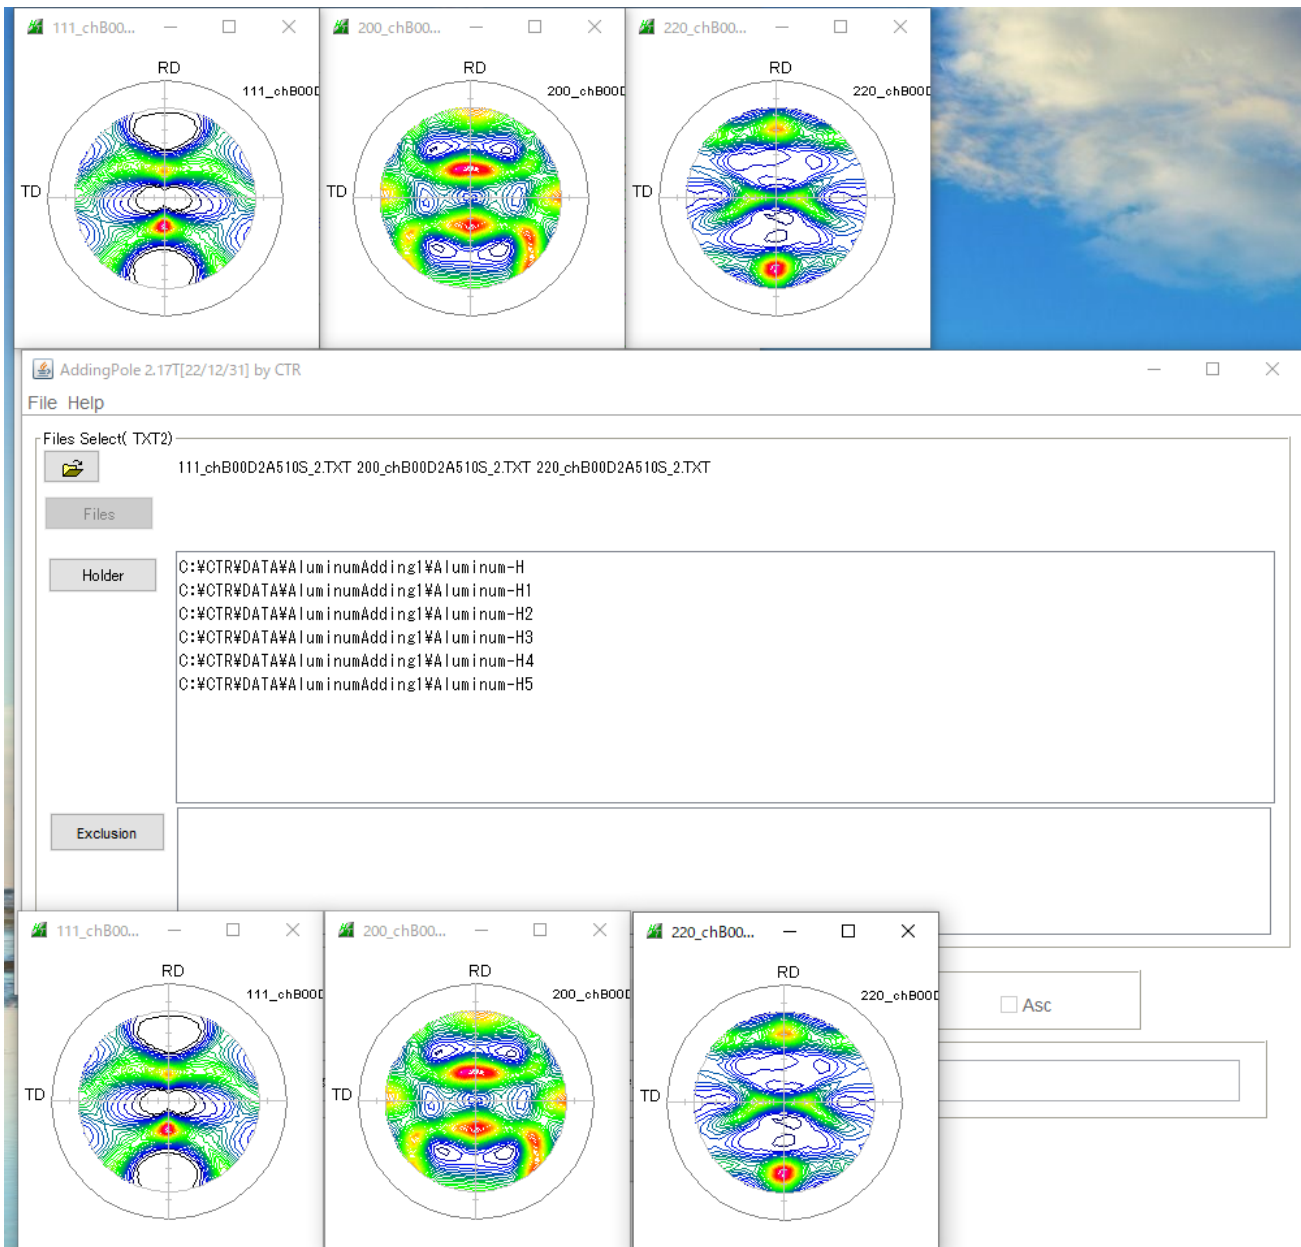 111_chB00...
200_chB00...
220_chB00...
RD
111_chB00D
TD
RD
200_chB00D
TD
RD
220_chB00D
TD
AddingPole 2.17T[22/12/31] by CTR
File Help
Files Select( TXT2)
111_chB00D2A510S_2.TXT 200_chB00D2A510S_2.TXT 220_chB00D2A510S_2.TXT
Files
Holder
C:¥CTR¥DATA¥AluminumAdding1¥Aluminum-H
C:¥CTR¥DATA¥AluminumAdding1¥Aluminum-H1
C:¥CTR¥DATA¥AluminumAdding1¥Aluminum-H2
C:¥CTR¥DATA¥AluminumAdding1¥Aluminum-H3
C:¥CTR¥DATA¥AluminumAdding1¥Aluminum-H4
C:¥CTR¥DATA¥AluminumAdding1¥Aluminum-H5
Exclusion
111_chB00...
200_chB00...
220_chB00...
RD
111_chB00D
TD
RD
200_chB00D
TD
RD
220_chB00D
TD
Asc